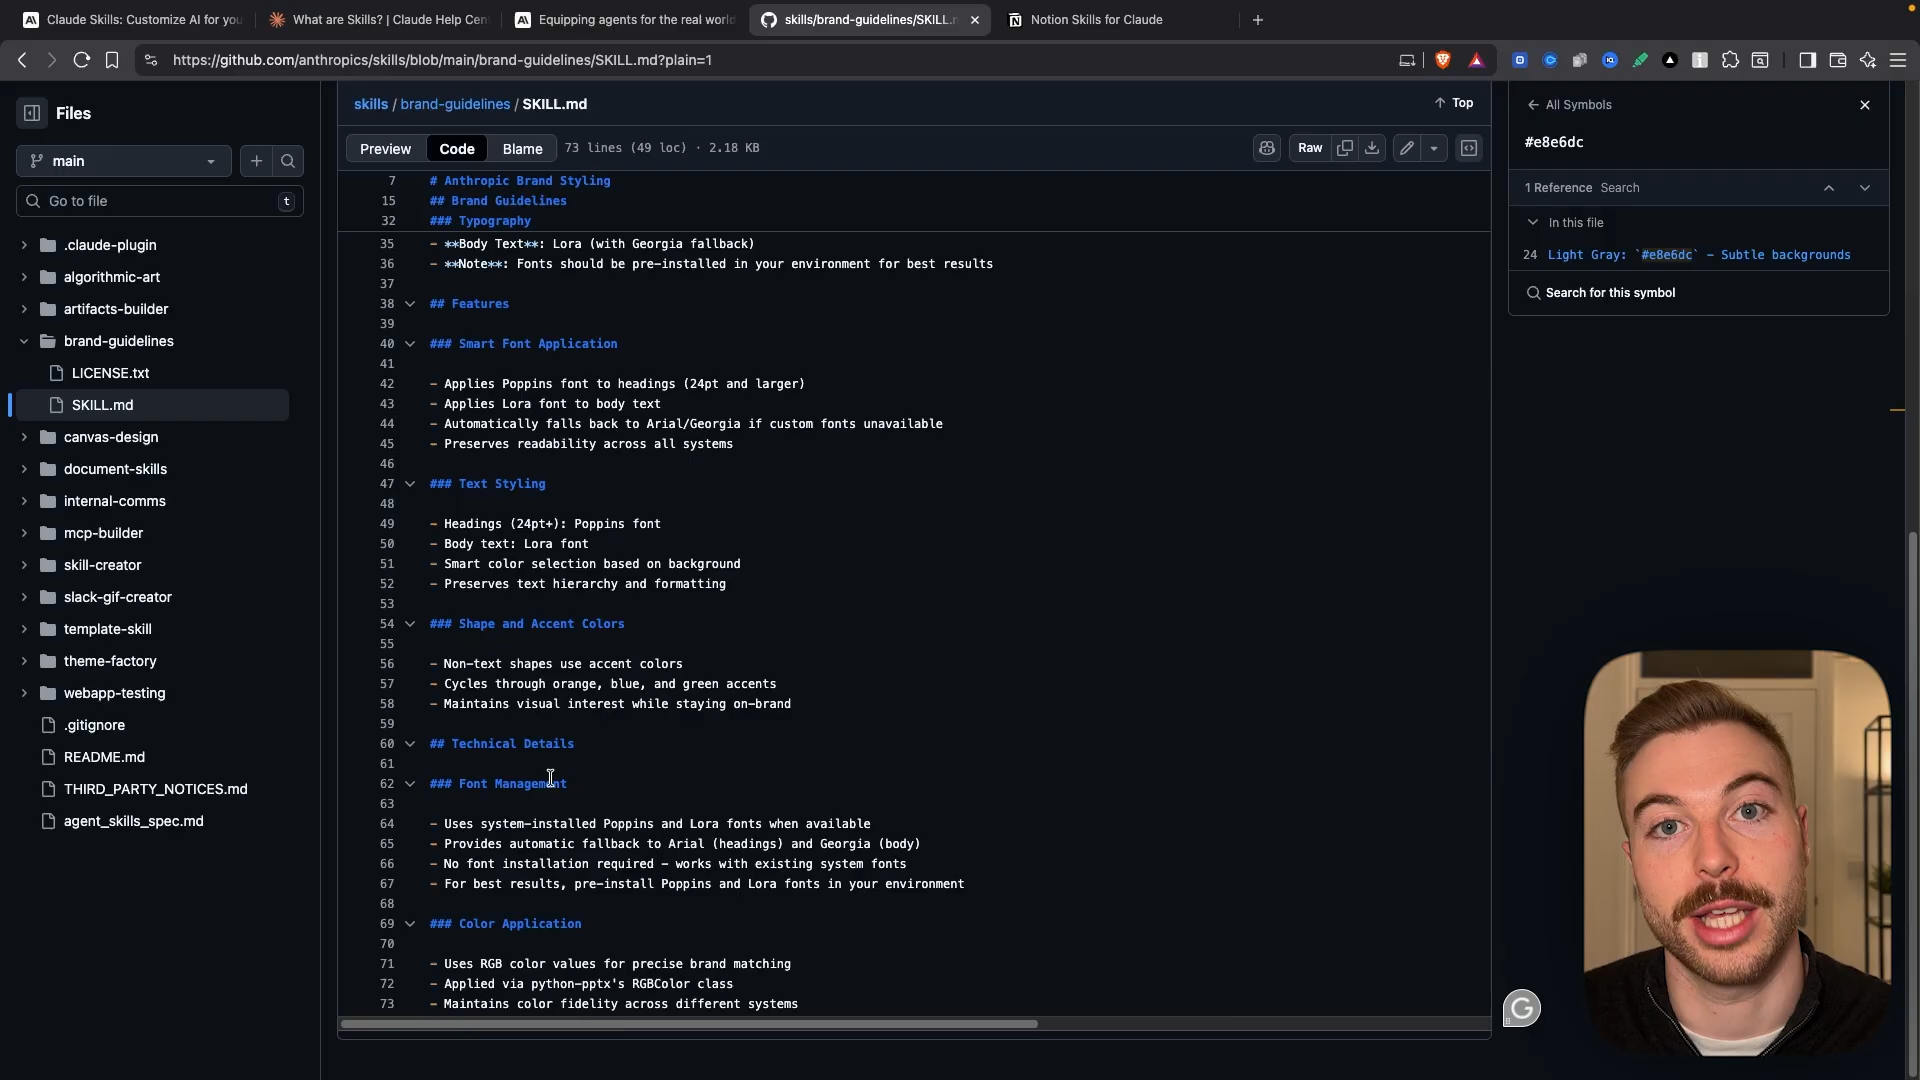 Claude Skills: Customize AI for you
What are Skills? | Claude Help Cen
Equipping agents for the real world
skills/brand-guidelines/SKILL.m
Notion Skills for Claude
https://github.com/anthropics/skills/blob/main/brand-guidelines/SKILL.md?plain=1
Files
main
Go to file
t
.claude-plugin
algorithmic-art
artifacts-builder
brand-guidelines
LICENSE.txt
SKILL.md
canvas-design
document-skills
internal-comms
mcp-builder
skill-creator
slack-gif-creator
template-skill
theme-factory
webapp-testing
.gitignore
README.md
THIRD_PARTY_NOTICES.md
agent_skills_spec.md
skills / brand-guidelines / SKILL.md
Top
Preview Code Blame 73 lines (49 loc) · 2.18 KB
Raw
7 # Anthropic Brand Styling
15 ## Brand Guidelines
32 ### Typography
35 - **Body Text**: Lora (with Georgia fallback)
36 - **Note**: Fonts should be pre-installed in your environment for best results
37
38 ## Features
39
40 ### Smart Font Application
41
42 - Applies Poppins font to headings (24pt and larger)
43 - Applies Lora font to body text
44 - Automatically falls back to Arial/Georgia if custom fonts unavailable
45 - Preserves readability across all systems
46
47 ### Text Styling
48
49 - Headings (24pt+): Poppins font
50 - Body text: Lora font
51 - Smart color selection based on background
52 - Preserves text hierarchy and formatting
53
54 ### Shape and Accent Colors
55
56 - Non-text shapes use accent colors
57 - Cycles through orange, blue, and green accents
58 - Maintains visual interest while staying on-brand
59
60 ## Technical Details
61
62 ### Font Management
63
64 - Uses system-installed Poppins and Lora fonts when available
65 - Provides automatic fallback to Arial (headings) and Georgia (body)
66 - No font installation required - works with existing system fonts
67 - For best results, pre-install Poppins and Lora fonts in your environment
68
69 ### Color Application
70
71 - Uses RGB color values for precise brand matching
72 - Applied via python-pptx's RGBColor class
73 - Maintains color fidelity across different systems
All Symbols
#e8e6dc
1 Reference Search
In this file
24 Light Gray: `#e8e6dc` - Subtle backgrounds
Search for this symbol